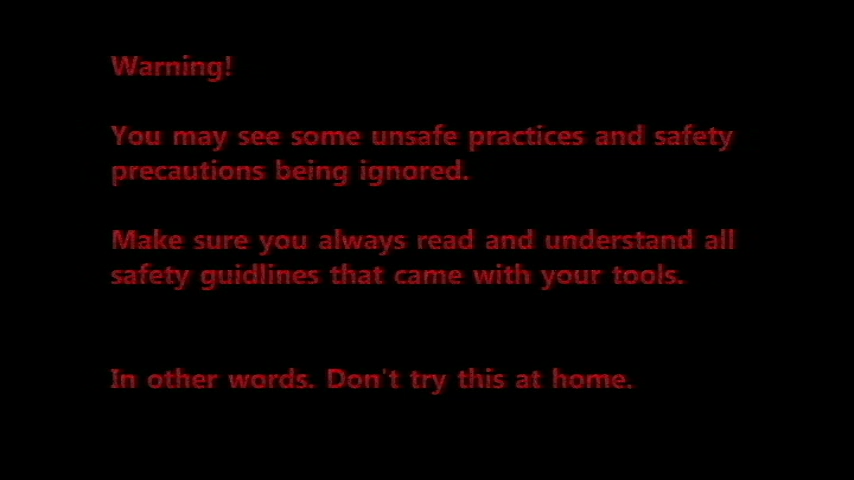 Warning!
You may see some unsafe practices and safety
precautions being ignored.
Make sure you always read and understand all
safety guidlines that came with your tools.
In other words. Don't try this at home.